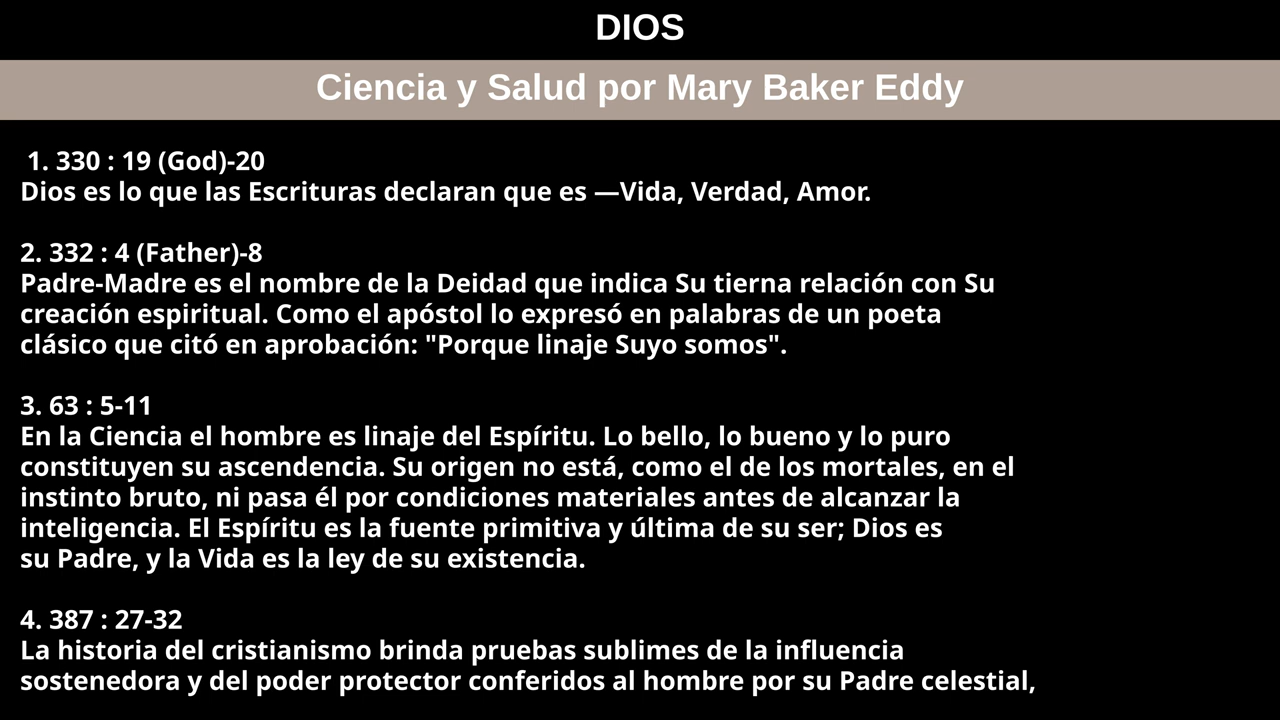 DIOS
Ciencia y Salud por Mary Baker Eddy
1. 330 : 19 (God)-20
Dios es lo que las Escrituras declaran que es —Vida, Verdad, Amor.
2. 332 : 4 (Father)-8
Padre-Madre es el nombre de la Deidad que indica Su tierna relación con Su
creación espiritual. Como el apóstol lo expresó en palabras de un poeta
clásico que citó en aprobación: "Porque linaje Suyo somos".
3. 63 : 5-11
En la Ciencia el hombre es linaje del Espíritu. Lo bello, lo bueno y lo puro
constituyen su ascendencia. Su origen no está, como el de los mortales, en el
instinto bruto, ni pasa él por condiciones materiales antes de alcanzar la
inteligencia. El Espíritu es la fuente primitiva y última de su ser; Dios es
su Padre, y la Vida es la ley de su existencia.
4. 387 : 27-32
La historia del cristianismo brinda pruebas sublimes de la influencia
sostenedora y del poder protector conferidos al hombre por su Padre celestial,